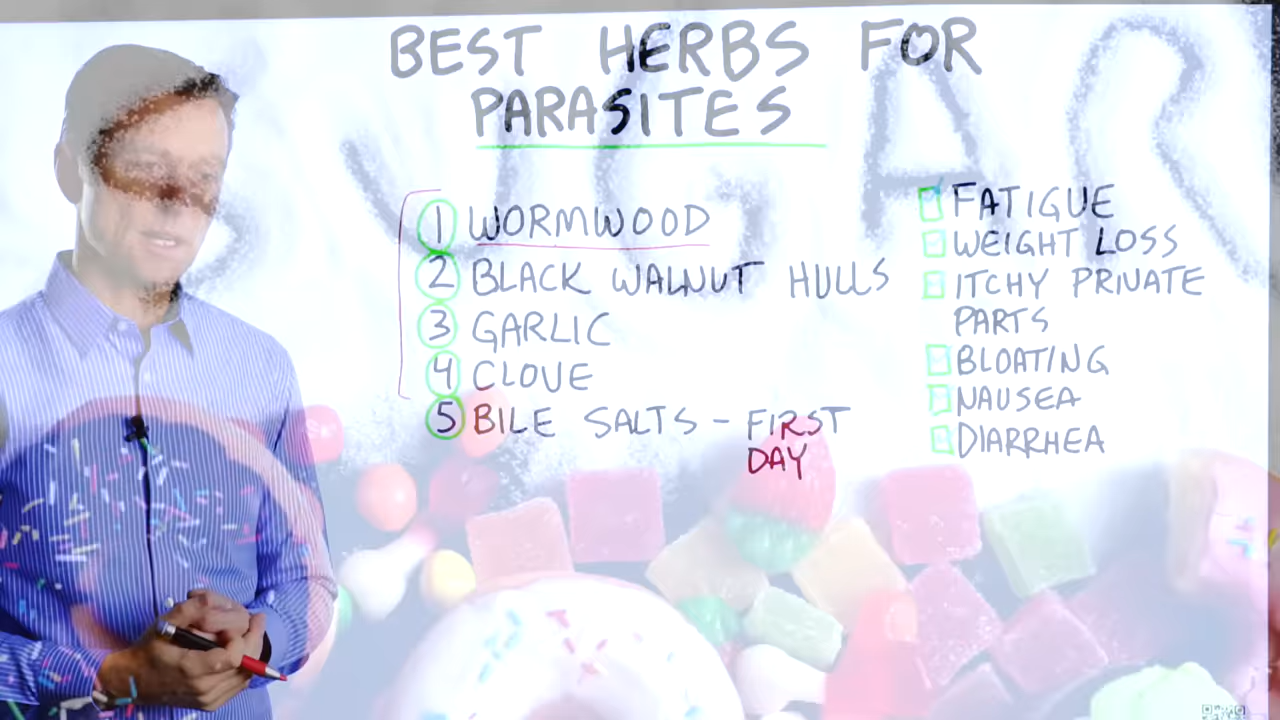 BEST HERBS FOR
PARASITES
SUGAR
1 WORMWOOD
2 BLACK WALNUT HULLS
3 GARLIC
4 CLOVE
5 BILE SALTS - FIRST
DAY
FATIGUE
WEIGHT LOSS
ITCHY PRIVATE
PARTS
BLOATING
NAUSEA
DIARRHEA